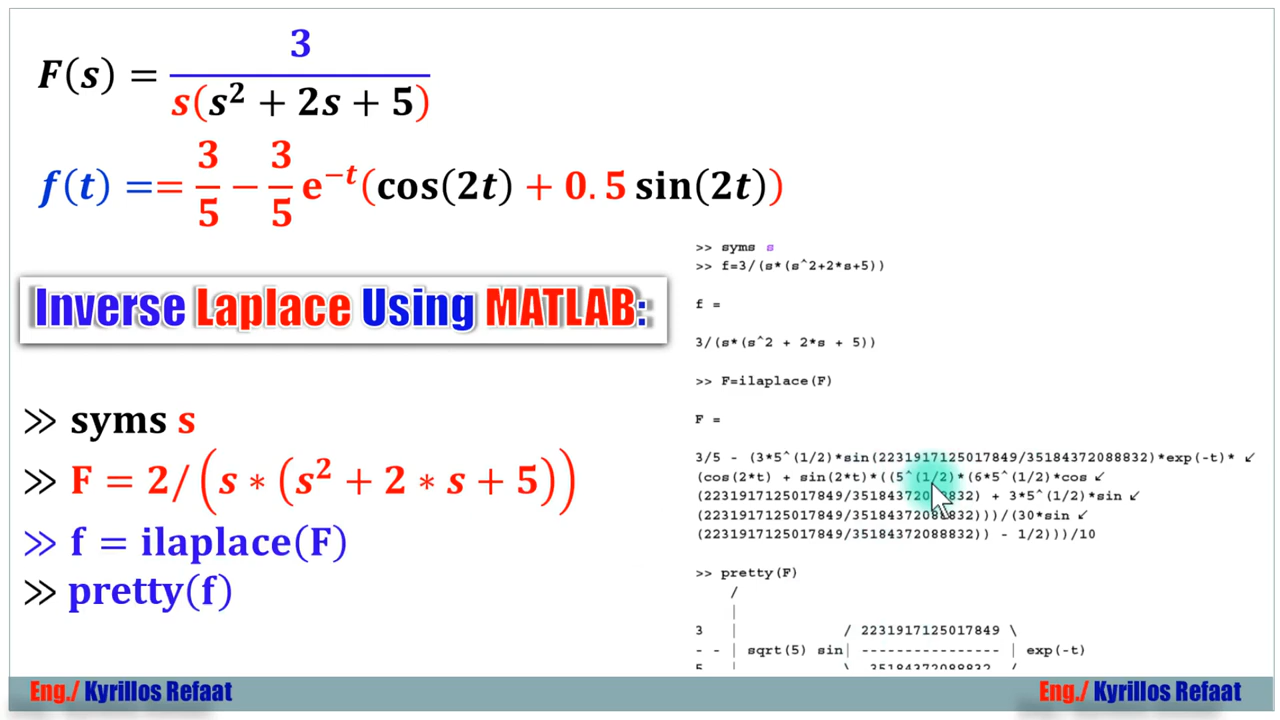 F(s) = 3 / s(s² + 2s + 5)
f(t) == 3/5 − 3/5 e⁻ᵗ(cos(2t) + 0.5 sin(2t))
Inverse Laplace Using MATLAB:
≫ syms s
≫ F = 2/(s ∗ (s² + 2 ∗ s + 5))
≫ f = ilaplace(F)
≫ pretty(f)
>> syms s
>> f=3/(s*(s^2+2*s+5))
f =
3/(s*(s^2 + 2*s + 5))
>> F=ilaplace(F)
F =
3/5 - (3*5^(1/2)*sin(2231917125017849/35184372088832)*exp(-t)* ↙
(cos(2*t) + sin(2*t)*((5^(1/2)*(6*5^(1/2)*cos ↙
(2231917125017849/35184372088832) + 3*5^(1/2)*sin ↙
(2231917125017849/35184372088832)))/(30*sin ↙
(2231917125017849/35184372088832)) - 1/2)))/10
>> pretty(F)
/
|
3 | / 2231917125017849 \
- - | sqrt(5) sin| ---------------- | exp(-t)
5 \ 35184372088832 /
Eng./ Kyrillos Refaat
Eng./ Kyrillos Refaat